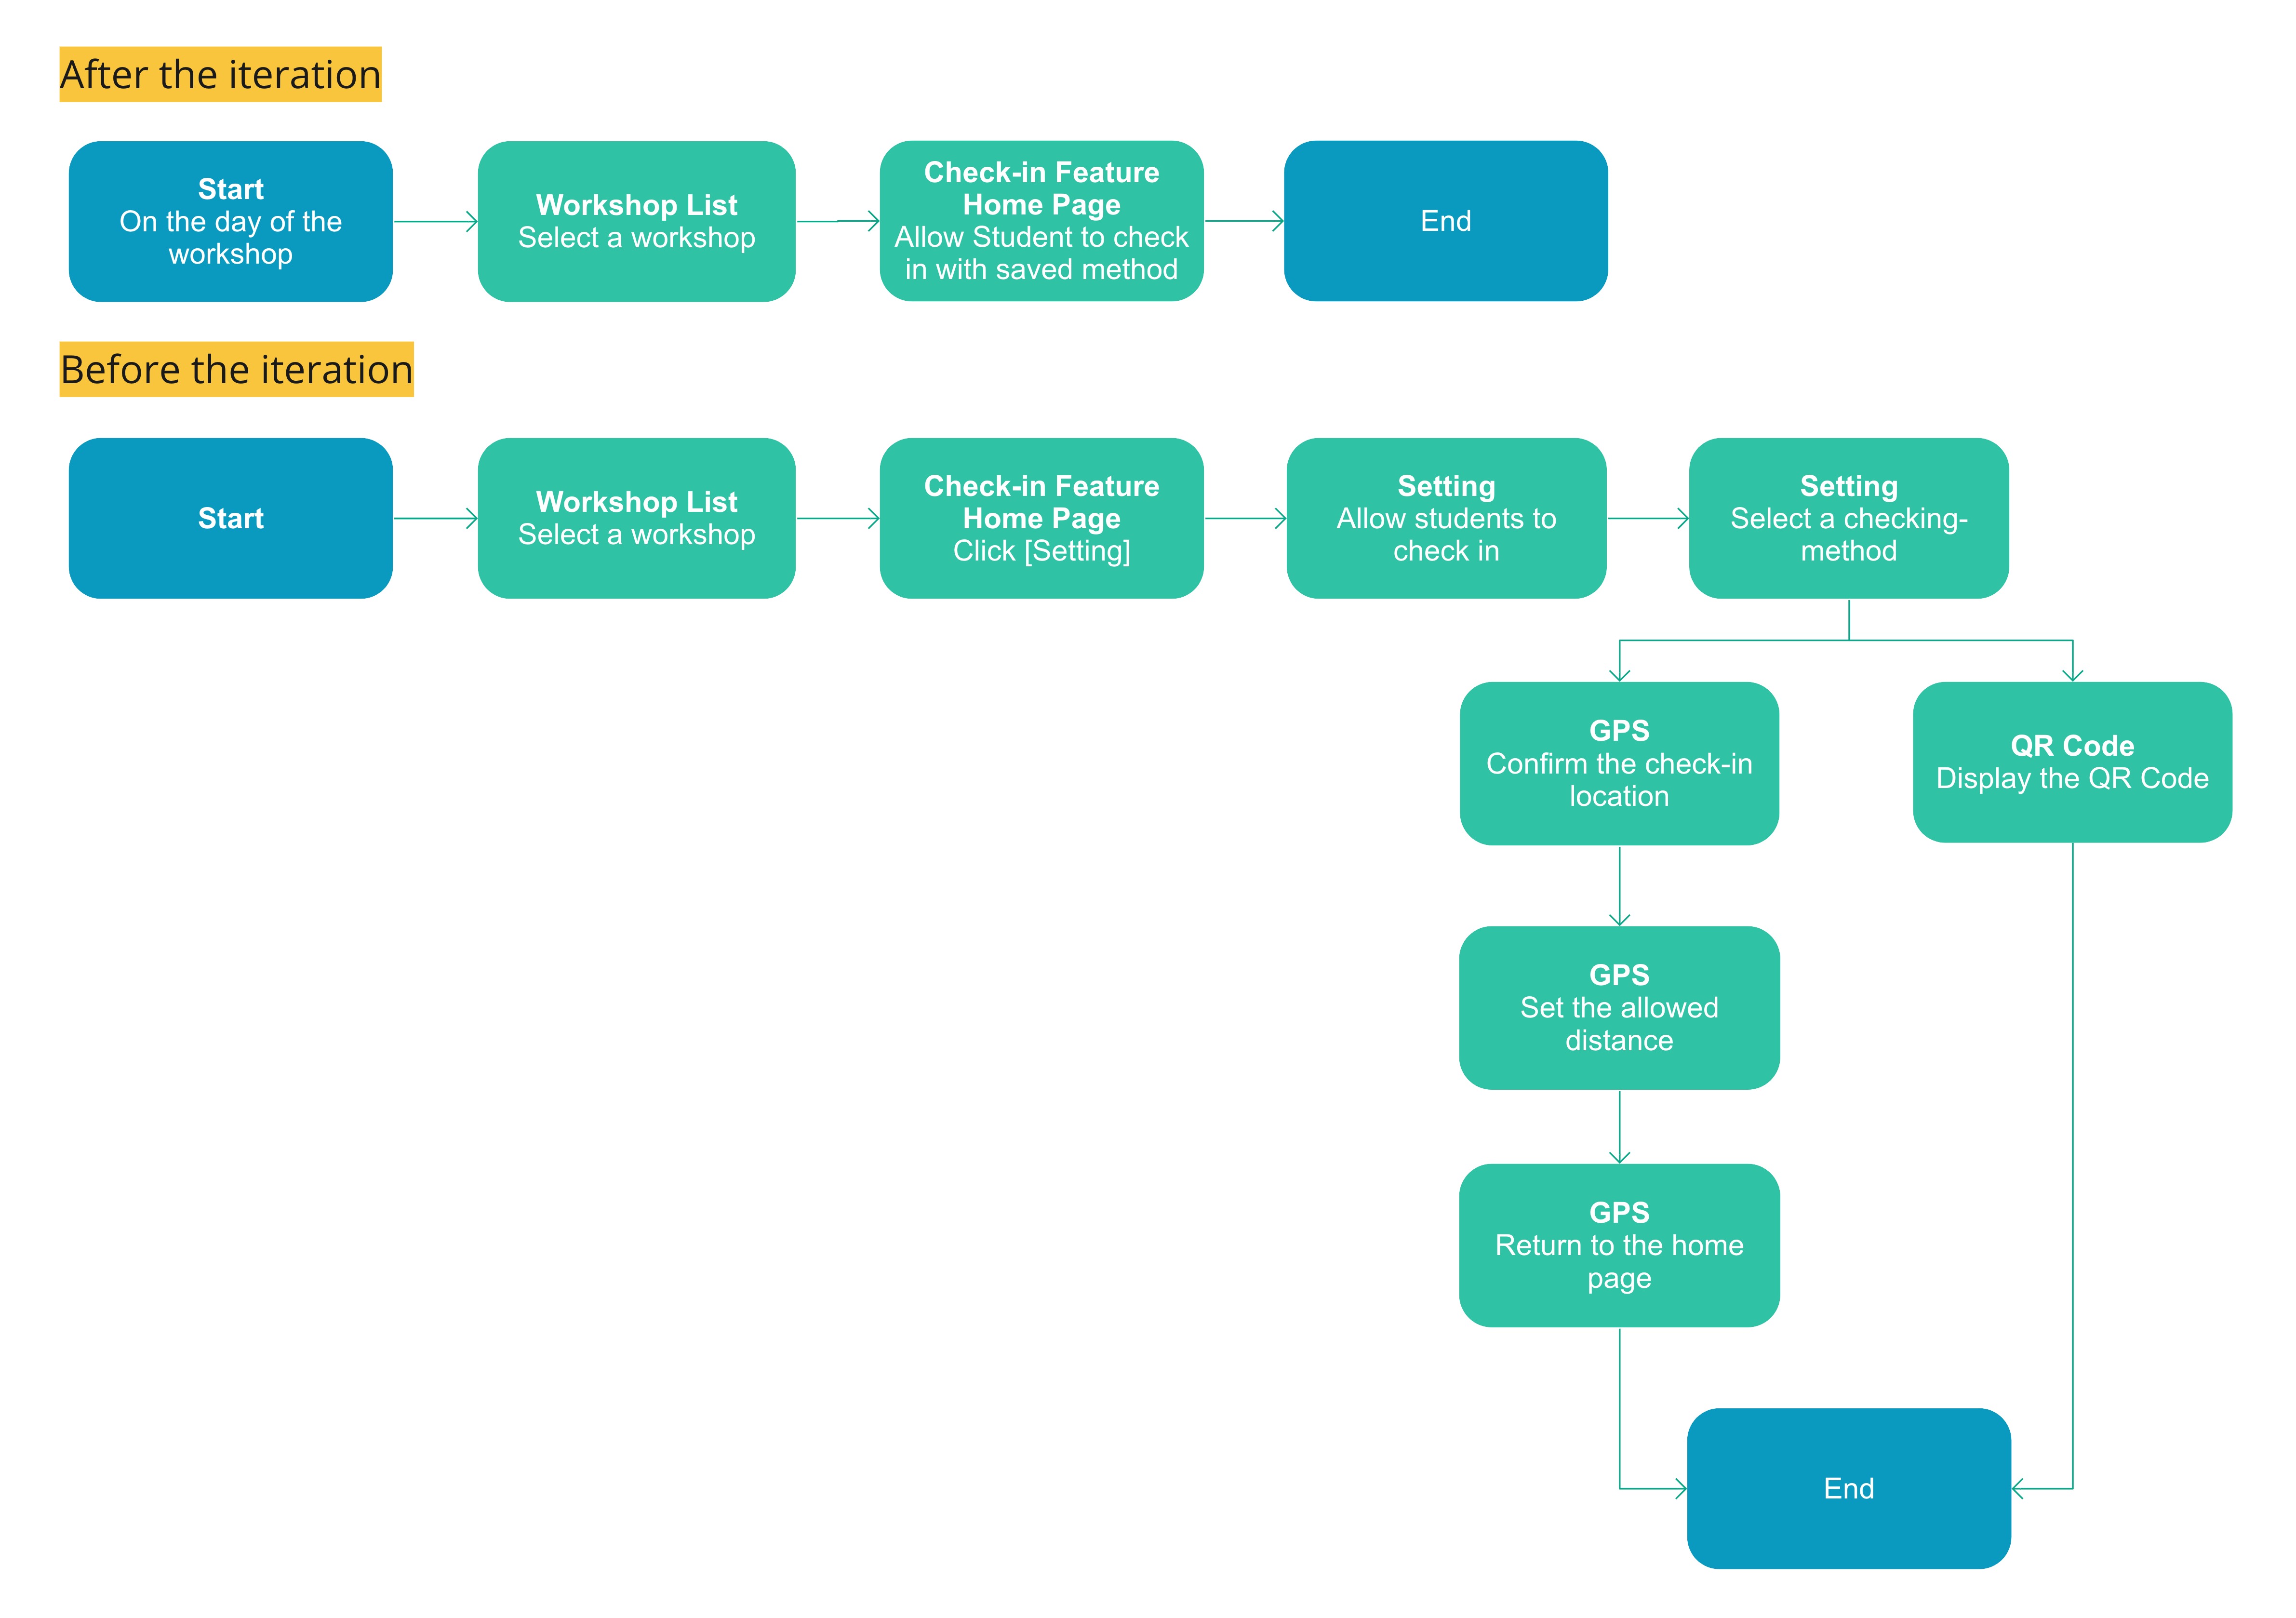 After the iteration
Start
On the day of the
workshop
Workshop List
Select a workshop
Check-in Feature
Home Page
Allow Student to check
in with saved method
End
Before the iteration
Start
Workshop List
Select a workshop
Check-in Feature
Home Page
Click [Setting]
Setting
Allow students to
check in
Setting
Select a checking-
method
GPS
Confirm the check-in
location
QR Code
Display the QR Code
GPS
Set the allowed
distance
GPS
Return to the home
page
End